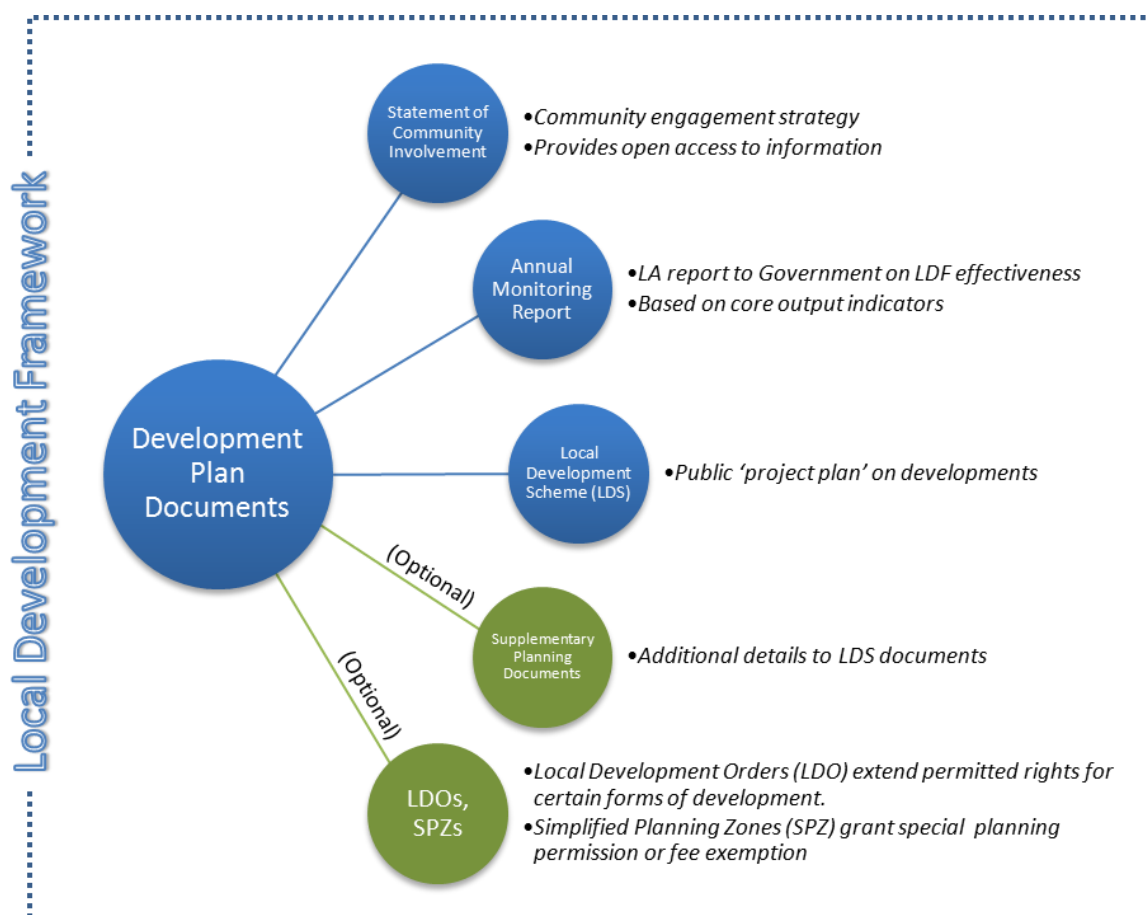 Local Development Framework
Statement of
Community
Involvement
•Community engagement strategy
•Provides open access to information
Annual
Monitoring
Report
•LA report to Government on LDF effectiveness
•Based on core output indicators
Development
Plan
Documents
Local
Development
Scheme (LDS)
•Public ‘project plan’ on developments
(Optional)
Supplementary
Planning
Documents
•Additional details to LDS documents
(Optional)
LDOs,
SPZs
•Local Development Orders (LDO) extend permitted rights for
certain forms of development.
•Simplified Planning Zones (SPZ) grant special planning
permission or fee exemption